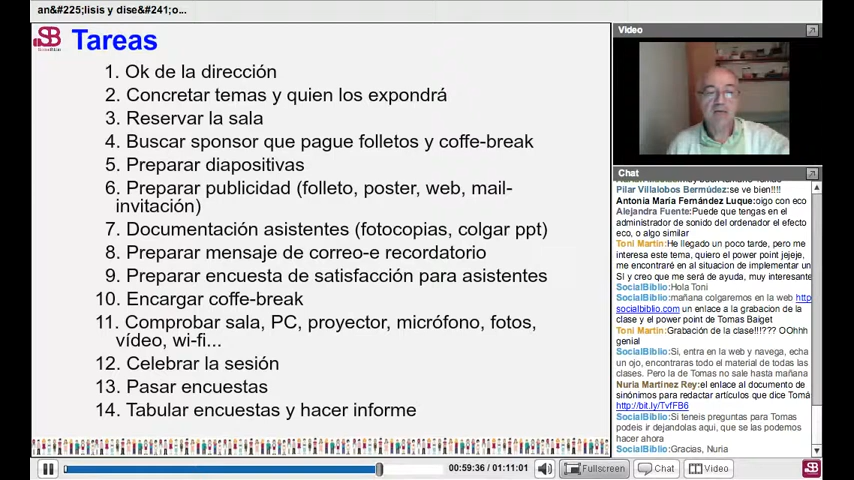 an&#225;lisis y dise&#241;o...
SB
Tareas
1. Ok de la dirección
2. Concretar temas y quien los expondrá
3. Reservar la sala
4. Buscar sponsor que pague folletos y coffe-break
5. Preparar diapositivas
6. Preparar publicidad (folleto, poster, web, mail-
invitación)
7. Documentación asistentes (fotocopias, colgar ppt)
8. Preparar mensaje de correo-e recordatorio
9. Preparar encuesta de satisfacción para asistentes
10. Encargar coffe-break
11. Comprobar sala, PC, proyector, micrófono, fotos,
vídeo, wi-fi...
12. Celebrar la sesión
13. Pasar encuestas
14. Tabular encuestas y hacer informe
Video
Chat
Pilar Villalobos Bermúdez:se ve bien!!!!
Antonia María Fernández Luque:oigo con eco
Alejandra Fuente:Puede que tengas en el
administrador de sonido del ordenador el efecto
eco, o algo similar
Toni Martin:He llegado un poco tarde, pero me
interesa este tema, quiero el power point jejeje,
me encontraré en al situacion de implementar un
SI y creo que me será de ayuda, muy interesante
SocialBiblio:Hola Toni
SocialBiblio:mañana colgaremos en la web http
socialbiblio.com un enlace a la grabacion de la
clase y el power point de Tomas Baiget
Toni Martin:Grabación de la clase!!!??? OOhhh
genial
SocialBiblio:Si, entra en la web y navega, echa
un ojo, encontraras todo el material de todas las
clases. Pero la de Tomas no sale hasta mañana
Nuria Martínez Rey:el enlace al documento de
sinónimos para redactar artículos que dice Tomá
http://bit.ly/TvfFB6
SocialBiblio:Si teneis preguntas para Tomas
podeis ir dejandolas aqui, que se las podemos
hacer ahora
SocialBiblio:Gracias, Nuria
00:59:36 / 01:11:01
Fullscreen
Chat
Video
SB